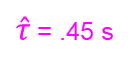 τ̂ = .45 s